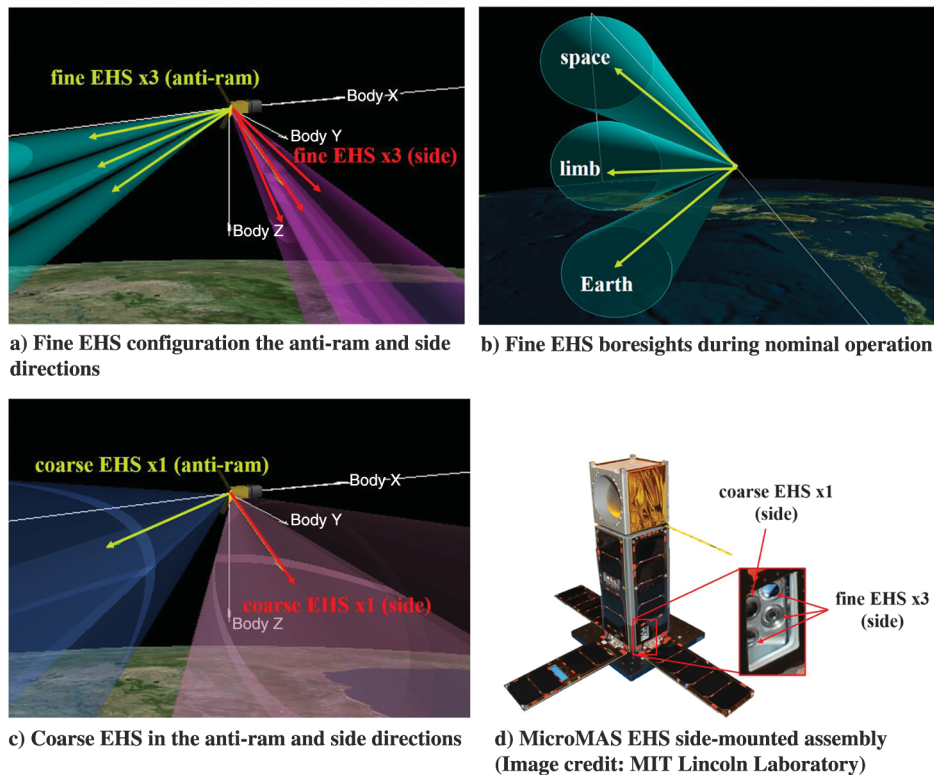 fine EHS x3 (anti-ram)
Body X
Body Y
fine EHS x3 (side)
Body Z
a) Fine EHS configuration the anti-ram and side
directions
space
limb
Earth
b) Fine EHS boresights during nominal operation
coarse EHS x1 (anti-ram)
Body X
Body Y
coarse EHS x1 (side)
Body Z
c) Coarse EHS in the anti-ram and side directions
coarse EHS x1
(side)
fine EHS x3
(side)
d) MicroMAS EHS side-mounted assembly
(Image credit: MIT Lincoln Laboratory)